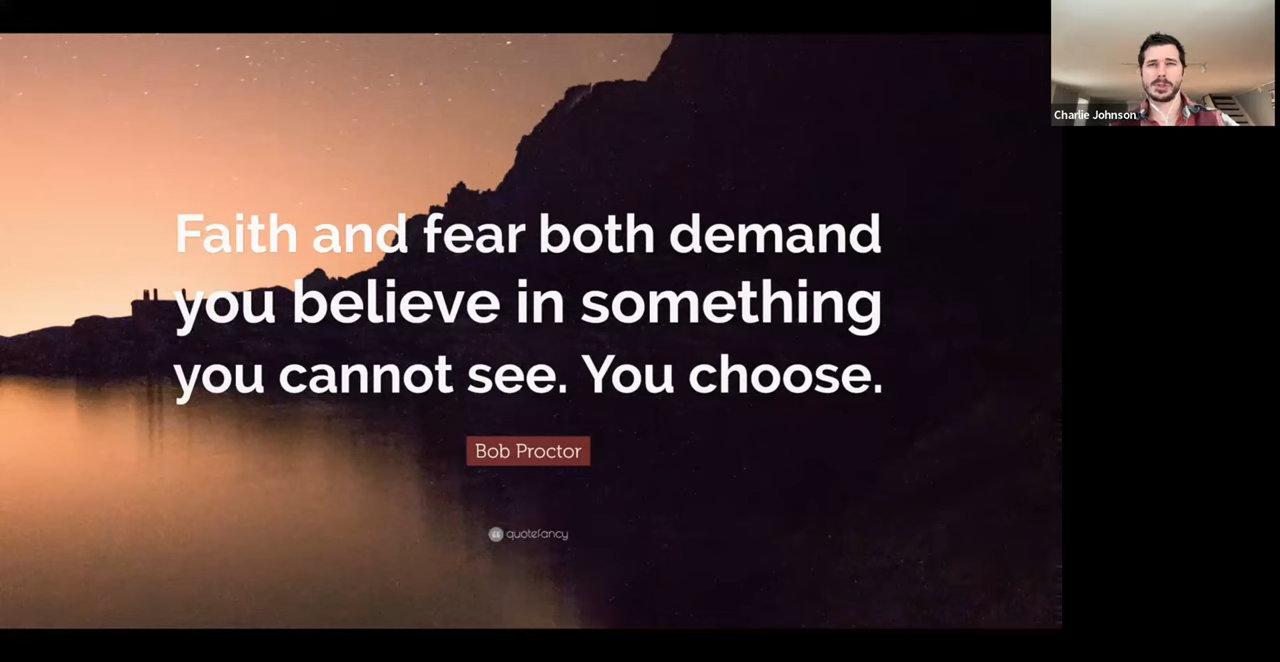 Charlie Johnson
Faith and fear both demand
you believe in something
you cannot see. You choose.
Bob Proctor
quotefancy